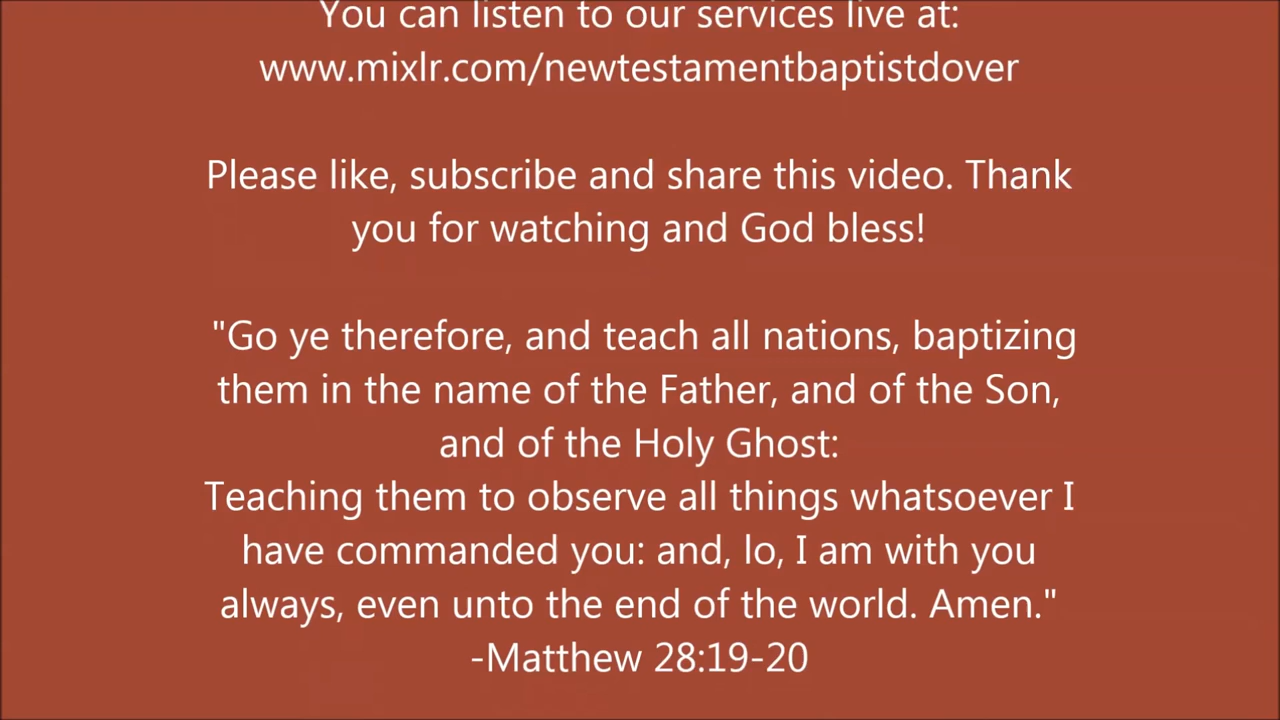 You can listen to our services live at:
www.mixlr.com/newtestamentbaptistdover
Please like, subscribe and share this video. Thank
you for watching and God bless!
"Go ye therefore, and teach all nations, baptizing
them in the name of the Father, and of the Son,
and of the Holy Ghost:
Teaching them to observe all things whatsoever I
have commanded you: and, lo, I am with you
always, even unto the end of the world. Amen."
-Matthew 28:19-20